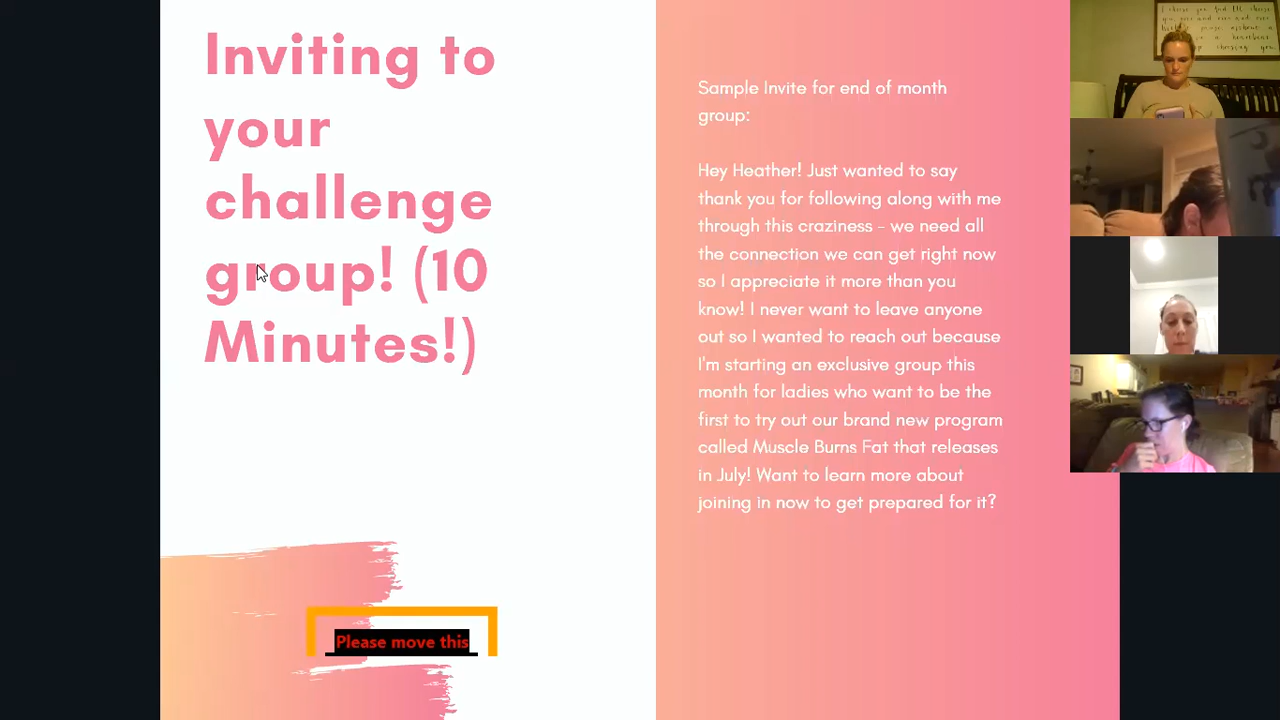 Inviting to
your
challenge
group! (10
Minutes!)
Sample Invite for end of month
group:
Hey Heather! Just wanted to say
thank you for following along with me
through this craziness - we need all
the connection we can get right now
so I appreciate it more than you
know! I never want to leave anyone
out so I wanted to reach out because
I'm starting an exclusive group this
month for ladies who want to be the
first to try out our brand new program
called Muscle Burns Fat that releases
in July! Want to learn more about
joining in now to get prepared for it?
Please move this